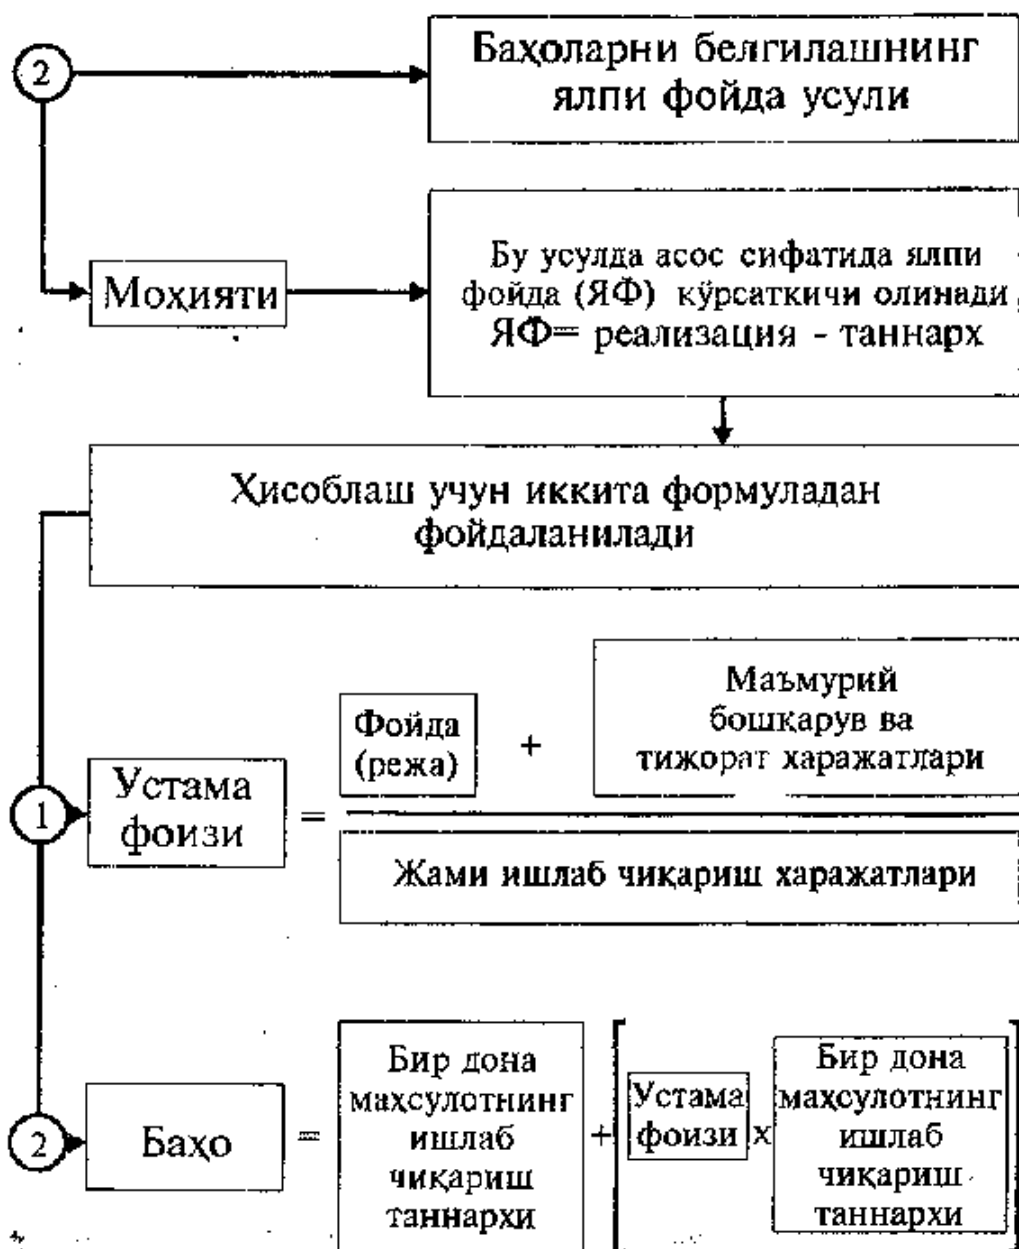 2
Баҳоларни белгилашнинг
ялпи фойда усули
Моҳияти
Бу усулда асос сифатида ялпи
фойда (ЯФ) кўрсаткичи олинади
ЯФ= реализация - таннарх
Ҳисоблаш учун иккита формуладан
фойдаланилади
1
Устама
фоизи
=
Фойда
(режа)
+
Маъмурий
бошқарув ва
тижорат харажатлари
Жами ишлаб чиқариш харажатлари
2
Баҳо
=
Бир дона
маҳсулотнинг
ишлаб
чиқариш
таннархи
+
Устама
фоизи
х
Бир дона
маҳсулотнинг
ишлаб
чиқариш
таннархи